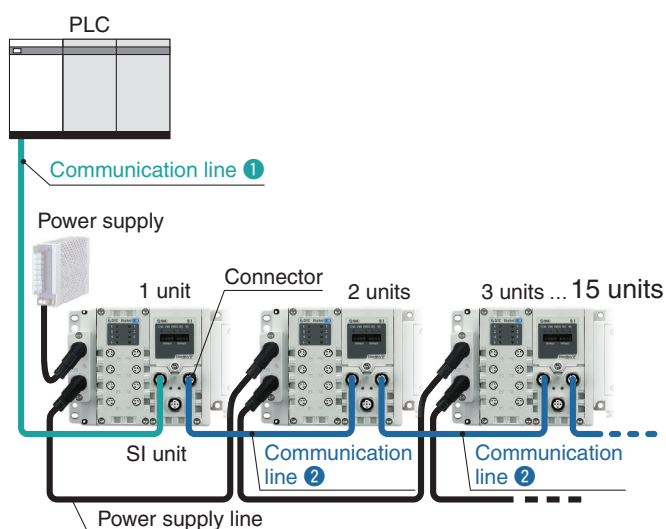 PLC
Communication line ①
Power supply
1 unit
Connector
2 units
3 units ... 15 units
SI unit
Communication
line ②
Communication
line ②
Power supply line